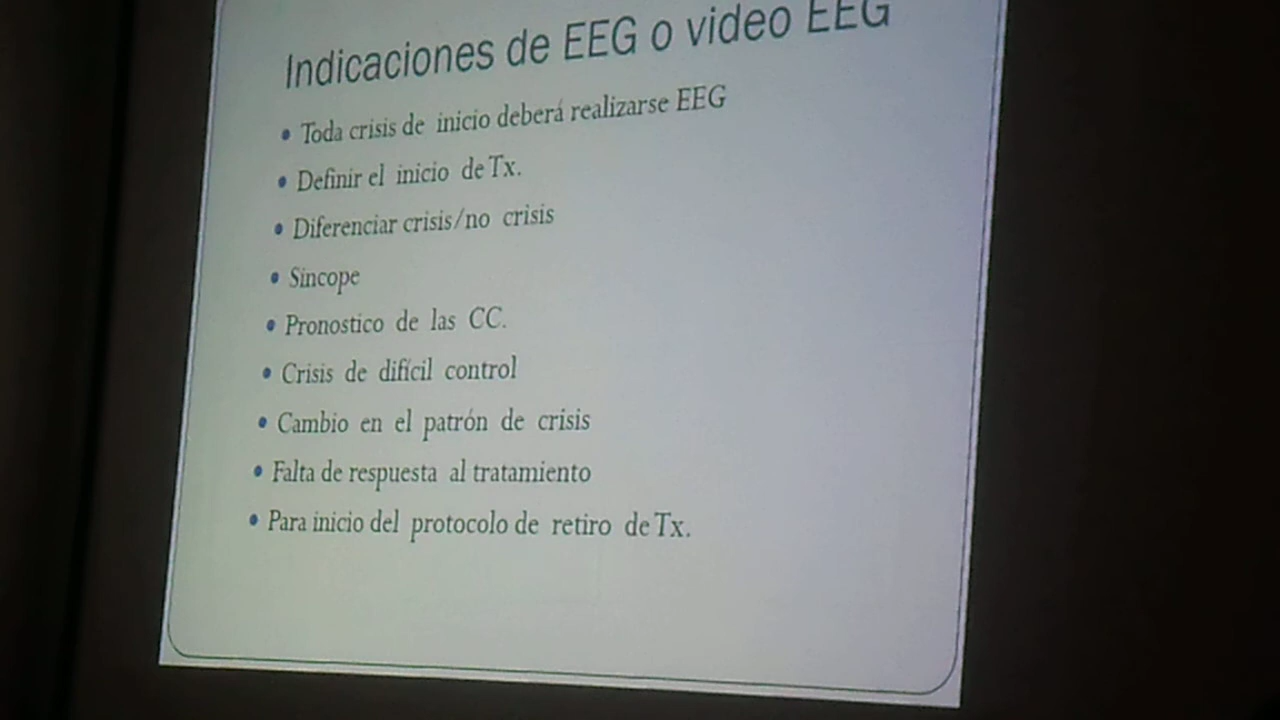 Indicaciones de EEG o video EEG
• Toda crisis de inicio deberá realizarse EEG
• Definir el inicio de Tx.
• Diferenciar crisis/no crisis
• Sincope
• Pronostico de las CC.
• Crisis de difícil control
• Cambio en el patrón de crisis
• Falta de respuesta al tratamiento
• Para inicio del protocolo de retiro de Tx.